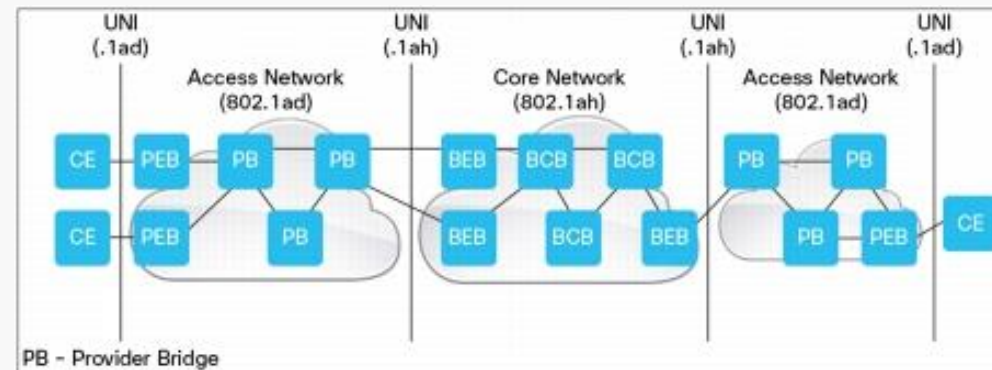 UNI UNI UNI UNI
(.1ad) (.1ah) (.1ah) (.1ad)
Access Network Core Network Access Network
(802.1ad) (802.1ah) (802.1ad)
CE PEB PB PB BEB BCB BCB PB PB
CE PEB PB BEB BCB BEB PB PEB CE
PB - Provider Bridge